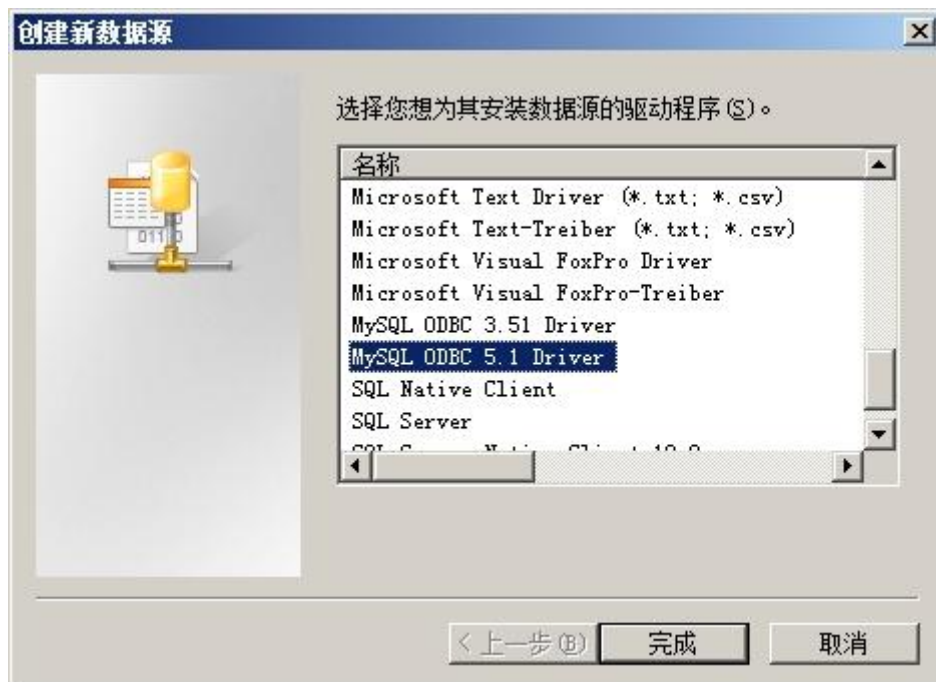 创建新数据源
选择您想为其安装数据源的驱动程序(S)。
名称
Microsoft Text Driver (*.txt; *.csv)
Microsoft Text-Treiber (*.txt; *.csv)
Microsoft Visual FoxPro Driver
Microsoft Visual FoxPro-Treiber
MySQL ODBC 3.51 Driver
MySQL ODBC 5.1 Driver
SQL Native Client
SQL Server
< 上一步(B) 完成 取消